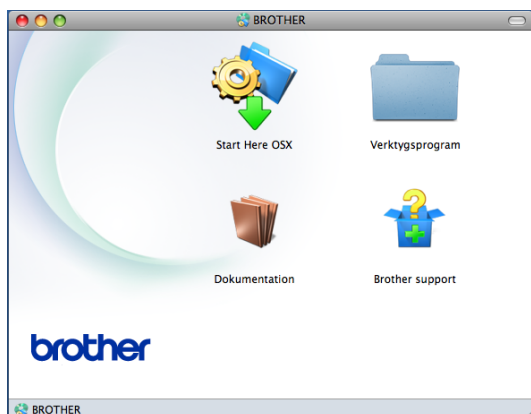 BROTHER
Start Here OSX
Verktygsprogram
Dokumentation
Brother support
brother
BROTHER